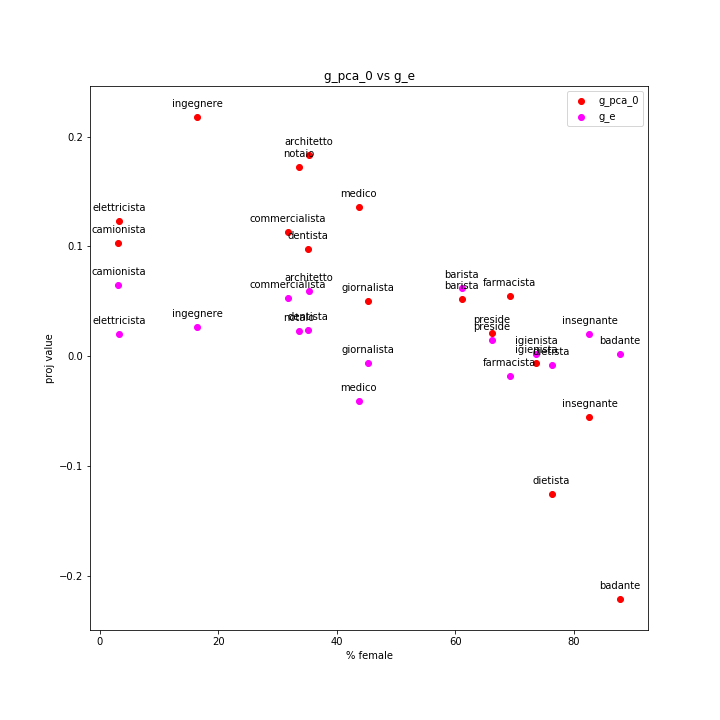 g_pca_0 vs g_e
g_pca_0
g_e
ingegnere
architetto
notaio
medico
elettricista
camionista
commercialista
dentista
camionista
architetto
commercialista
giornalista
barista
barista
farmacista
elettricista
ingegnere
notaio
dentista
preside
preside
insegnante
giornalista
igienista
igienista
dietista
badante
farmacista
medico
insegnante
dietista
badante
0.2
0.1
0.0
−0.1
−0.2
proj value
0
20
40
60
80
% female